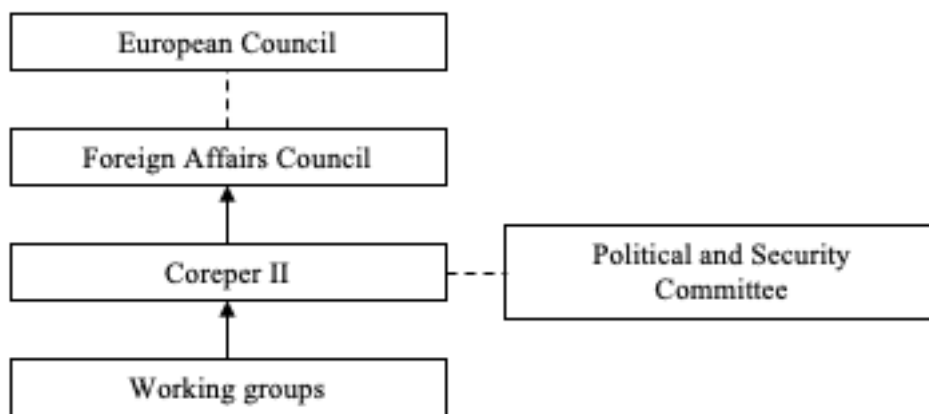 European Council
Foreign Affairs Council
Coreper II
Political and Security
Committee
Working groups